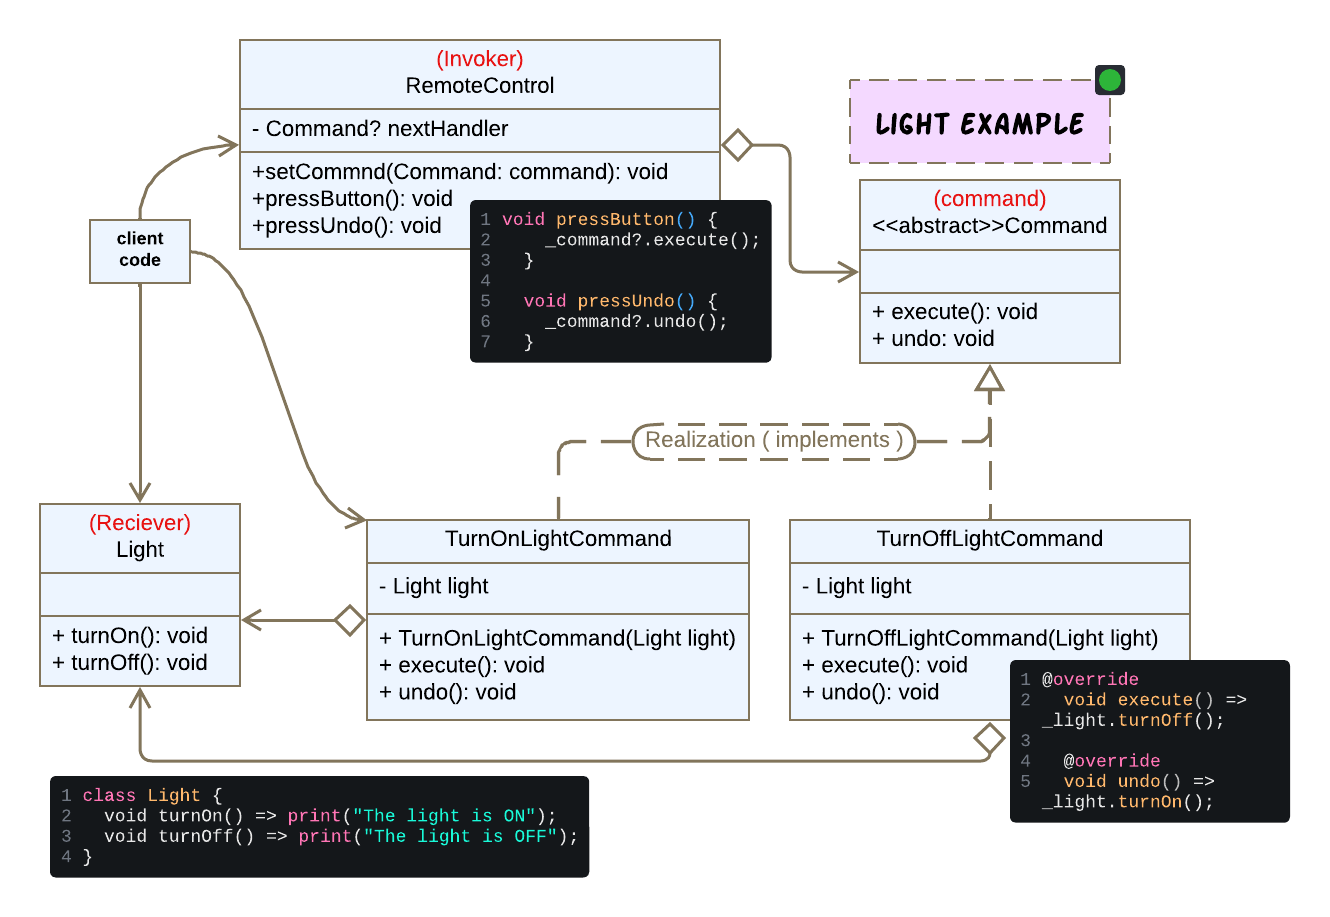 (Invoker)
RemoteControl
- Command? nextHandler
+setCommnd(Command: command): void
+pressButton(): void
+pressUndo(): void
1 void pressButton() {
2 _command?.execute();
3 }
4
5 void pressUndo() {
6 _command?.undo();
7 }
LIGHT EXAMPLE
(command)
<<abstract>>Command
+ execute(): void
+ undo: void
client
code
Realization ( implements )
(Reciever)
Light
+ turnOn(): void
+ turnOff(): void
TurnOnLightCommand
- Light light
+ TurnOnLightCommand(Light light)
+ execute(): void
+ undo(): void
TurnOffLightCommand
- Light light
+ TurnOffLightCommand(Light light)
+ execute(): void
+ undo(): void
1 @override
2 void execute() =>
_light.turnOff();
3
4 @override
5 void undo() =>
_light.turnOn();
1 class Light {
2 void turnOn() => print("The light is ON");
3 void turnOff() => print("The light is OFF");
4 }